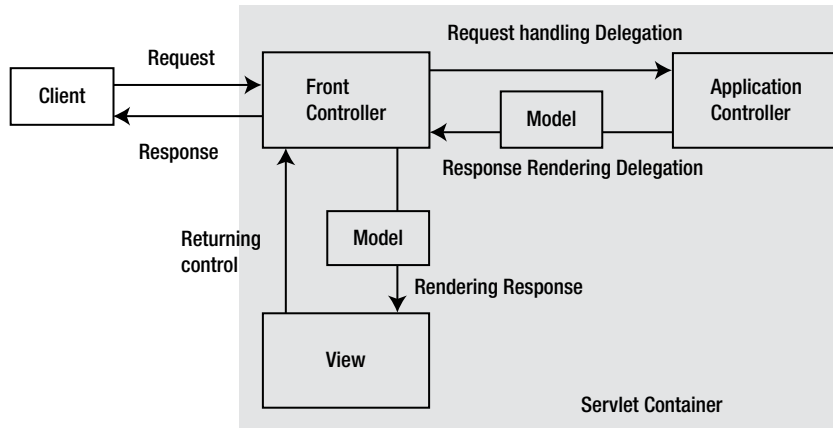 Request handling Delegation
Request
Client
Front
Controller
Application
Controller
Model
Response
Response Rendering Delegation
Returning
control
Model
Rendering Response
View
Servlet Container